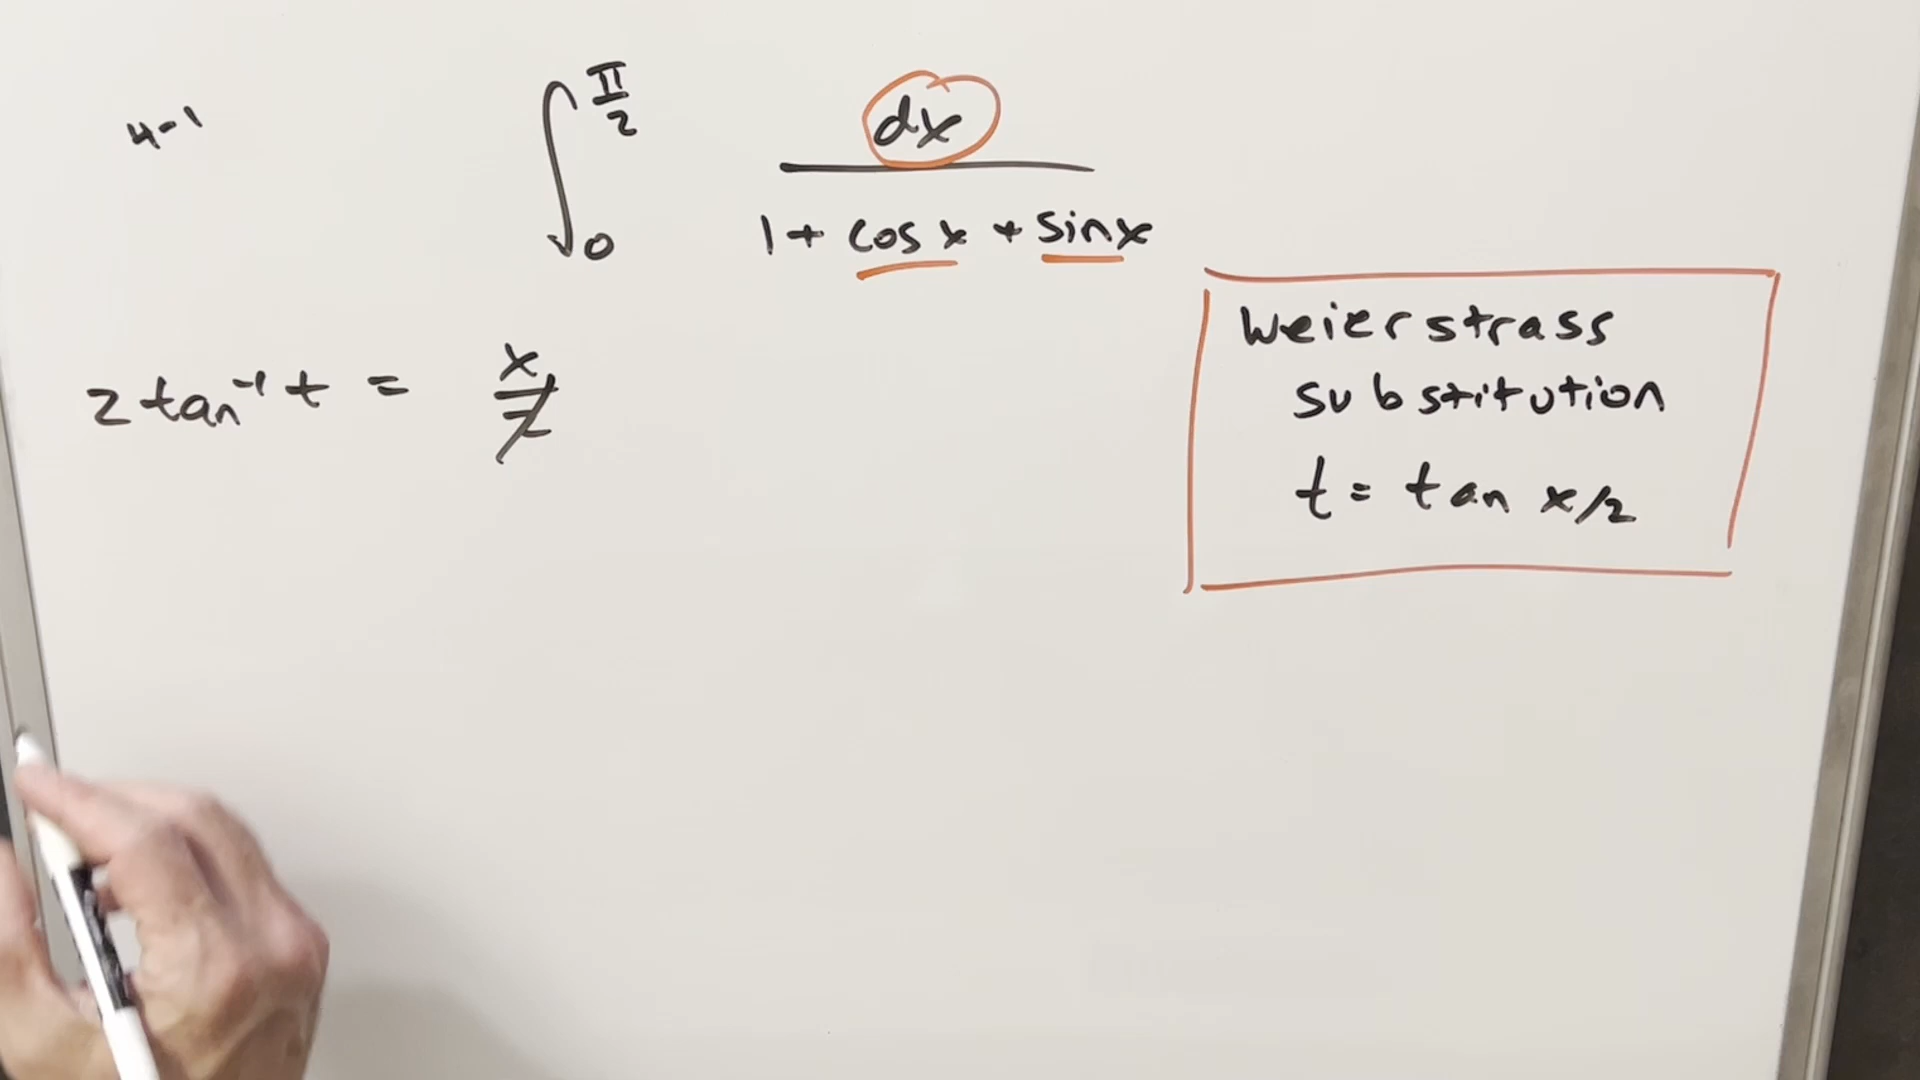 4-1
∫₀^(π/2) dx / (1 + cos x + sin x)
2 tan⁻¹ t = x/2
Weierstrass
substitution
t = tan x/2